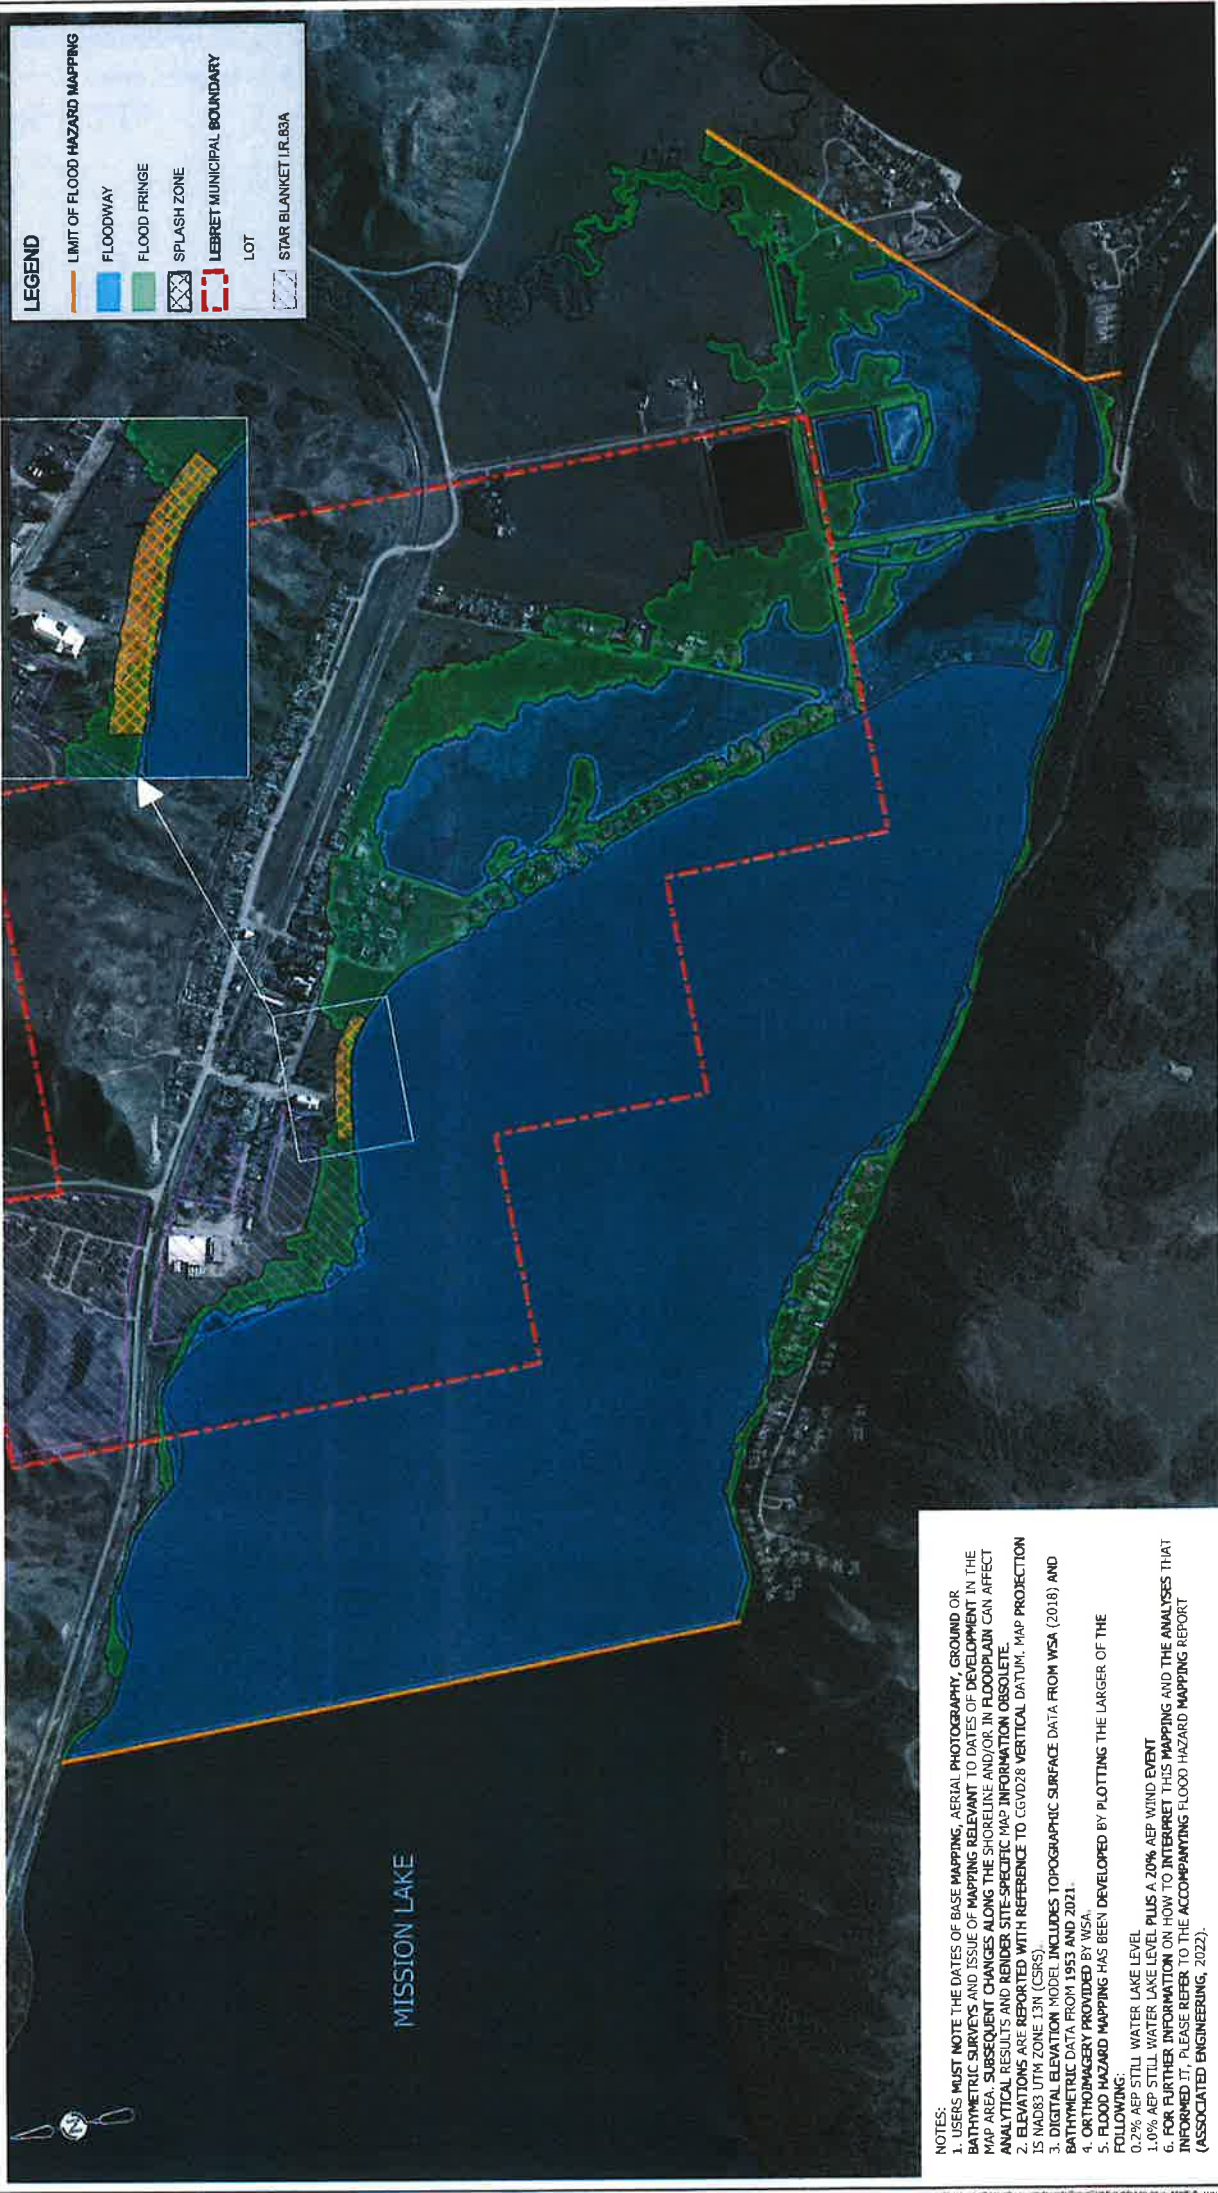 LEGEND
LIMIT OF FLOOD HAZARD MAPPING
FLOODWAY
FLOOD FRINGE
SPLASH ZONE
LEBRET MUNICIPAL BOUNDARY
LOT
STAR BLANKET I.R.83A
N
MISSION LAKE
NOTES:
1. USERS MUST NOTE THE DATES OF BASE MAPPING, AERIAL PHOTOGRAPHY, GROUND OR
BATHYMETRIC SURVEYS AND ISSUE OF MAPPING RELEVANT TO DATES OF DEVELOPMENT IN THE
MAP AREA. SUBSEQUENT CHANGES ALONG THE SHORELINE AND/OR IN FLOODPLAIN CAN AFFECT
ANALYTICAL RESULTS AND RENDER SITE-SPECIFIC MAP INFORMATION OBSOLETE.
2. ELEVATIONS ARE REPORTED WITH REFERENCE TO CGVD28 VERTICAL DATUM. MAP PROJECTION
IS NAD83 UTM ZONE 13N (CSRS).
3. DIGITAL ELEVATION MODEL INCLUDES TOPOGRAPHIC SURFACE DATA FROM WSA (2018) AND
BATHYMETRIC DATA FROM 1953 AND 2021.
4. ORTHOIMAGERY PROVIDED BY WSA.
5. FLOOD HAZARD MAPPING HAS BEEN DEVELOPED BY PLOTTING THE LARGER OF THE
FOLLOWING:
0.2% AEP STILL WATER LAKE LEVEL
1.0% AEP STILL WATER LAKE LEVEL PLUS A 20% AEP WIND EVENT
6. FOR FURTHER INFORMATION ON HOW TO INTERPRET THIS MAPPING AND THE ANALYSES THAT
INFORMED IT, PLEASE REFER TO THE ACCOMPANYING FLOOD HAZARD MAPPING REPORT
(ASSOCIATED ENGINEERING, 2022).